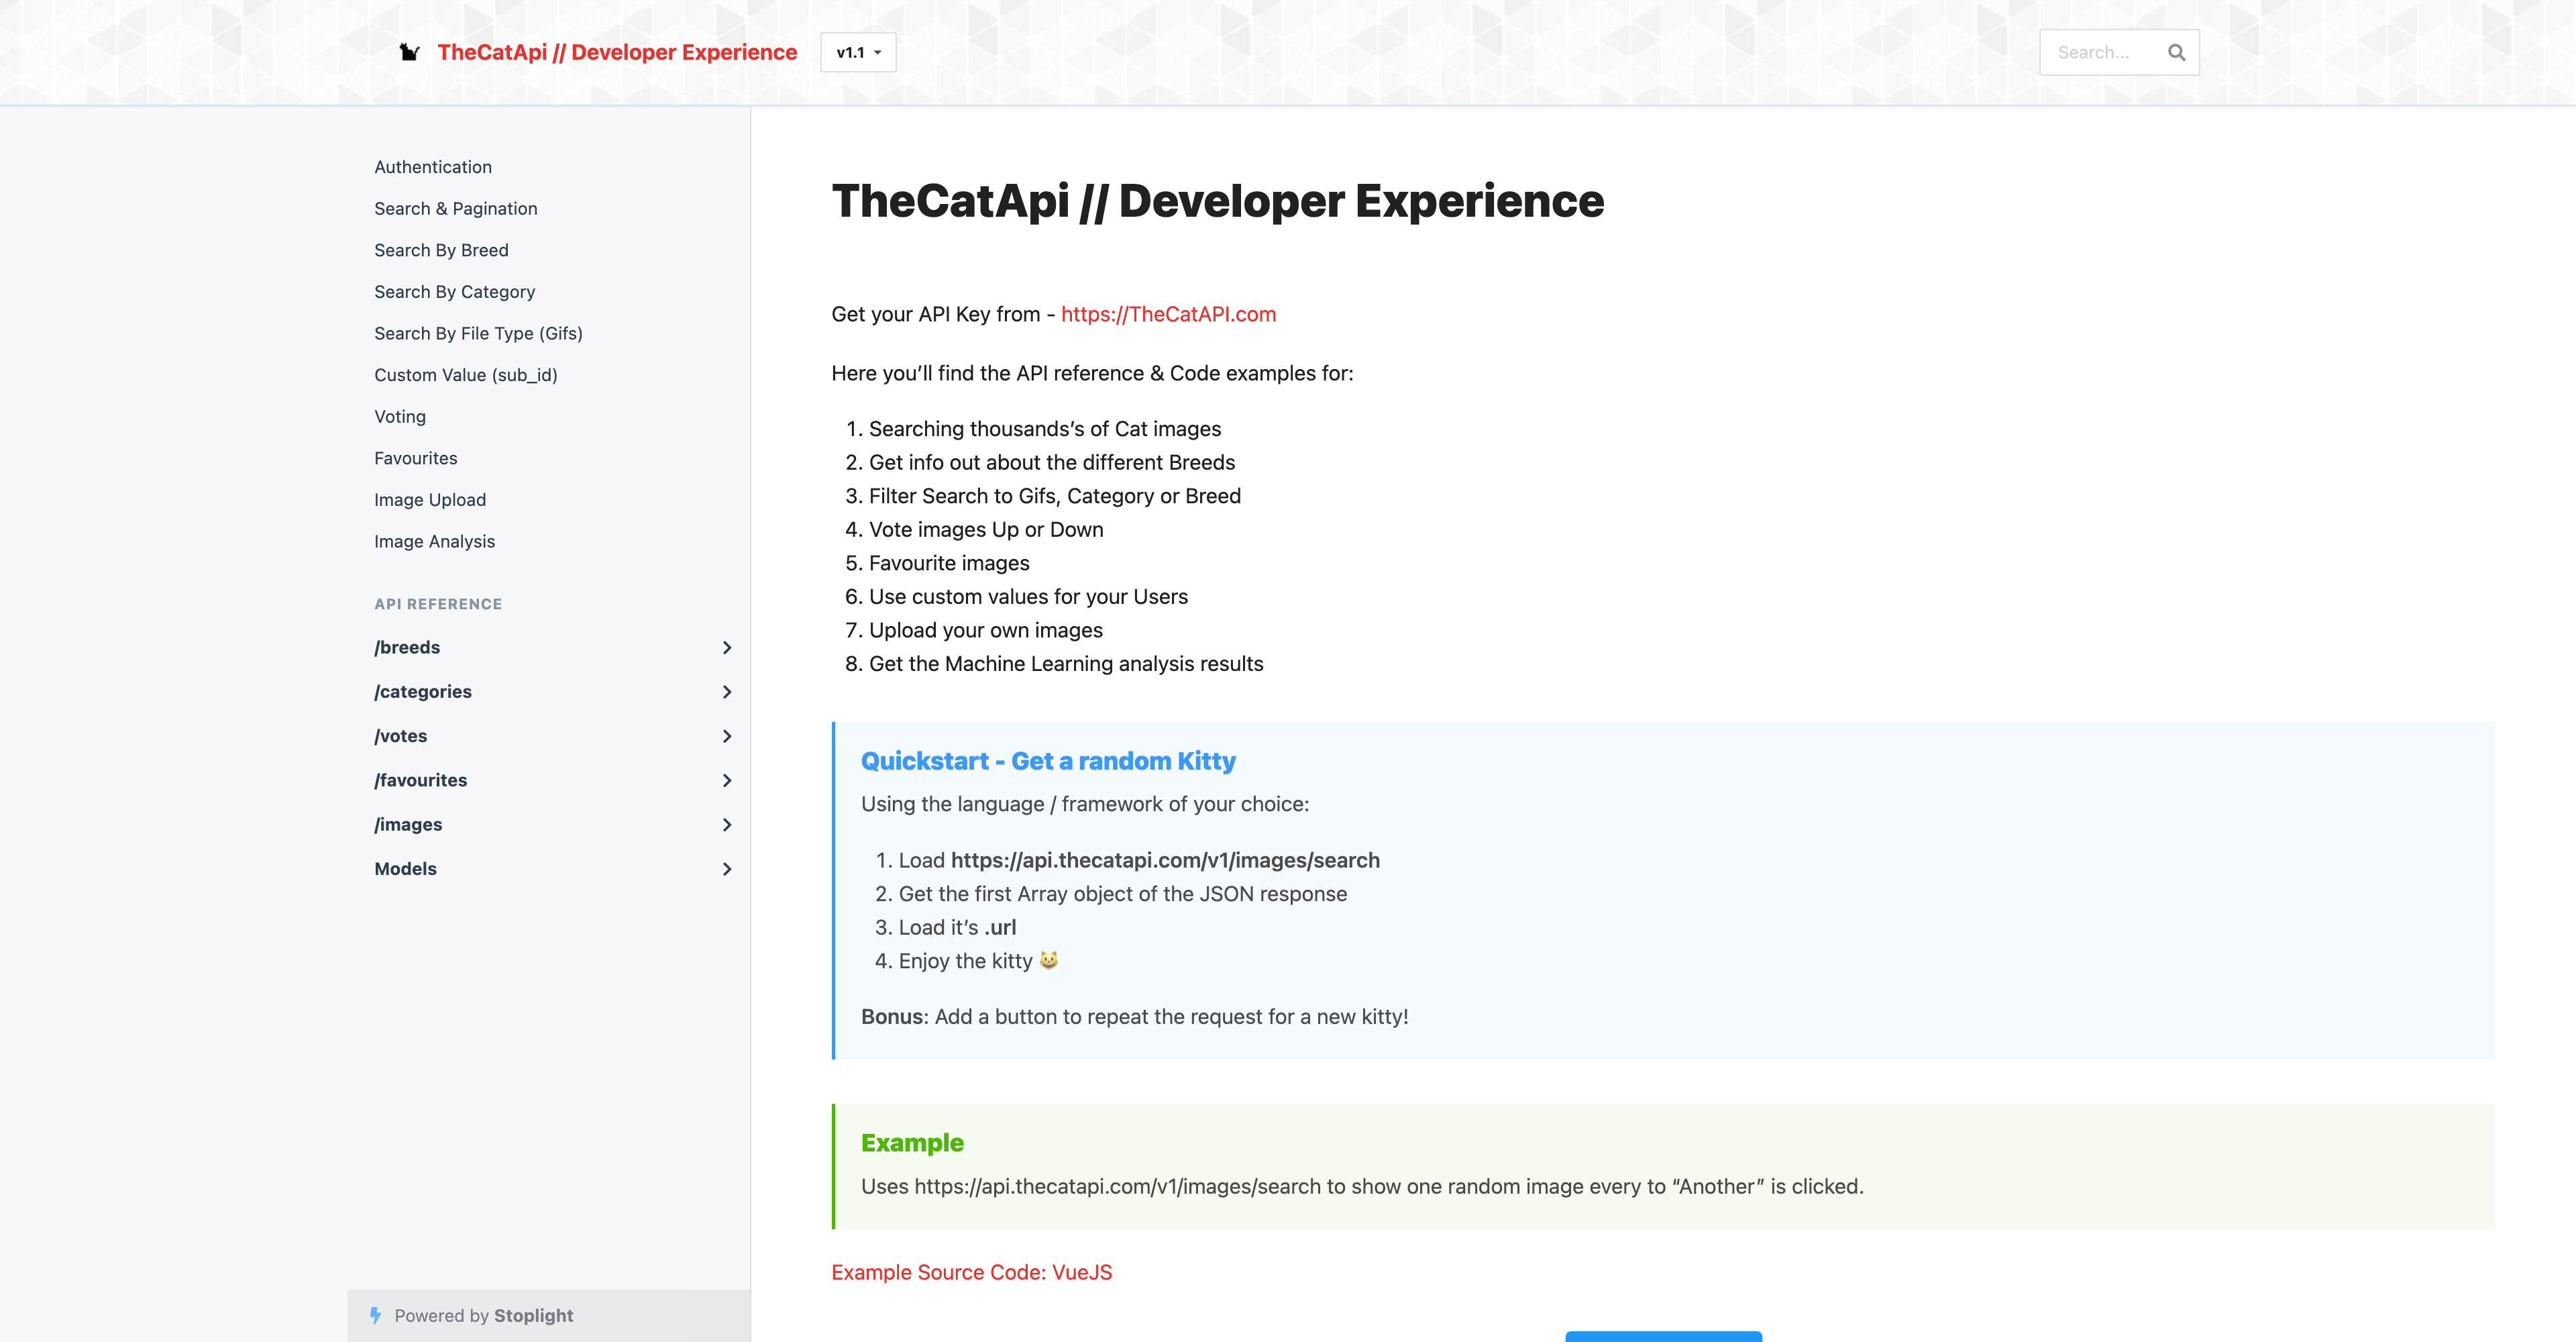 TheCatApi // Developer Experience
v1.1
Search...
Authentication
Search & Pagination
Search By Breed
Search By Category
Search By File Type (Gifs)
Custom Value (sub_id)
Voting
Favourites
Image Upload
Image Analysis
API REFERENCE
/breeds
/categories
/votes
/favourites
/images
Models
Powered by Stoplight
TheCatApi // Developer Experience
Get your API Key from - https://TheCatAPI.com
Here you’ll find the API reference & Code examples for:
1. Searching thousands’s of Cat images
2. Get info out about the different Breeds
3. Filter Search to Gifs, Category or Breed
4. Vote images Up or Down
5. Favourite images
6. Use custom values for your Users
7. Upload your own images
8. Get the Machine Learning analysis results
Quickstart - Get a random Kitty
Using the language / framework of your choice:
1. Load https://api.thecatapi.com/v1/images/search
2. Get the first Array object of the JSON response
3. Load it’s .url
4. Enjoy the kitty 😺
Bonus: Add a button to repeat the request for a new kitty!
Example
Uses https://api.thecatapi.com/v1/images/search to show one random image every to “Another” is clicked.
Example Source Code: VueJS